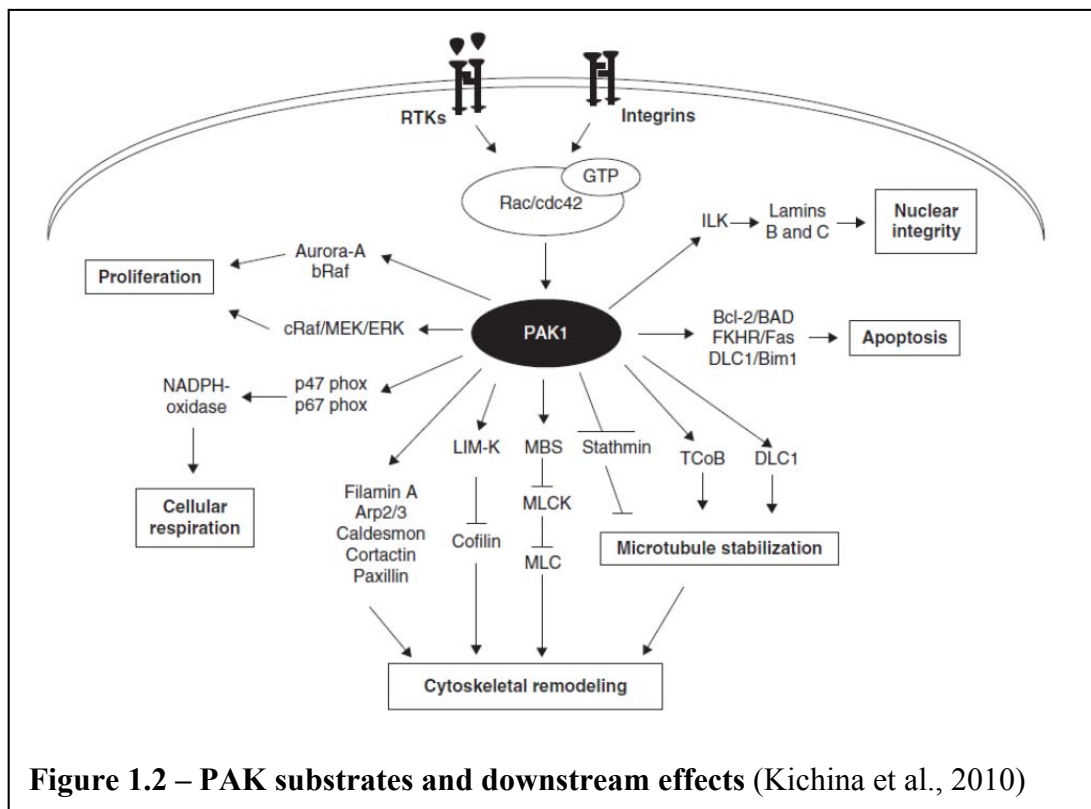 RTKs
Integrins
GTP
Rac/cdc42
ILK
Lamins
B and C
Nuclear
integrity
Aurora-A
bRaf
Proliferation
cRaf/MEK/ERK
PAK1
Bcl-2/BAD
FKHR/Fas
DLC1/Bim1
Apoptosis
NADPH-
oxidase
p47 phox
p67 phox
LIM-K
MBS
Stathmin
TCoB
DLC1
Cellular
respiration
Filamin A
Arp2/3
Caldesmon
Cortactin
Paxillin
Cofilin
MLCK
MLC
Microtubule stabilization
Cytoskeletal remodeling
Figure 1.2 – PAK substrates and downstream effects (Kichina et al., 2010)